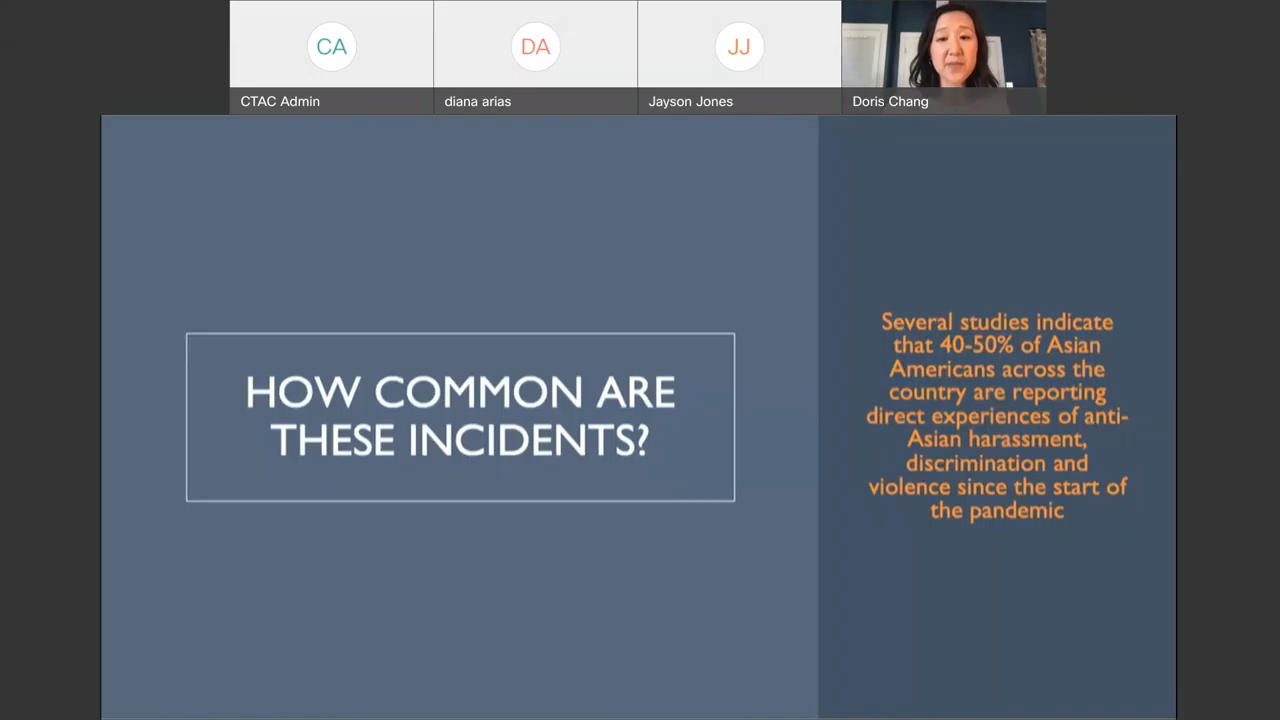 CA
DA
JJ
CTAC Admin
diana arias
Jayson Jones
Doris Chang
HOW COMMON ARE
THESE INCIDENTS?
Several studies indicate
that 40-50% of Asian
Americans across the
country are reporting
direct experiences of anti-
Asian harassment,
discrimination and
violence since the start of
the pandemic